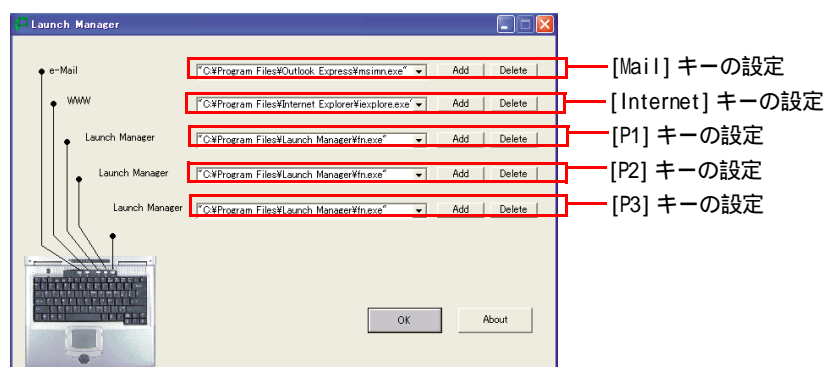 Launch Manager
e-Mail "C:¥Program Files¥Outlook Express¥msimn.exe" Add Delete [Mail] キーの設定
WWW "C:¥Program Files¥Internet Explorer¥iexplore.exe" Add Delete [Internet] キーの設定
Launch Manager "C:¥Program Files¥Launch Manager¥fn.exe" Add Delete [P1] キーの設定
Launch Manager "C:¥Program Files¥Launch Manager¥fn.exe" Add Delete [P2] キーの設定
Launch Manager "C:¥Program Files¥Launch Manager¥fn.exe" Add Delete [P3] キーの設定
OK About